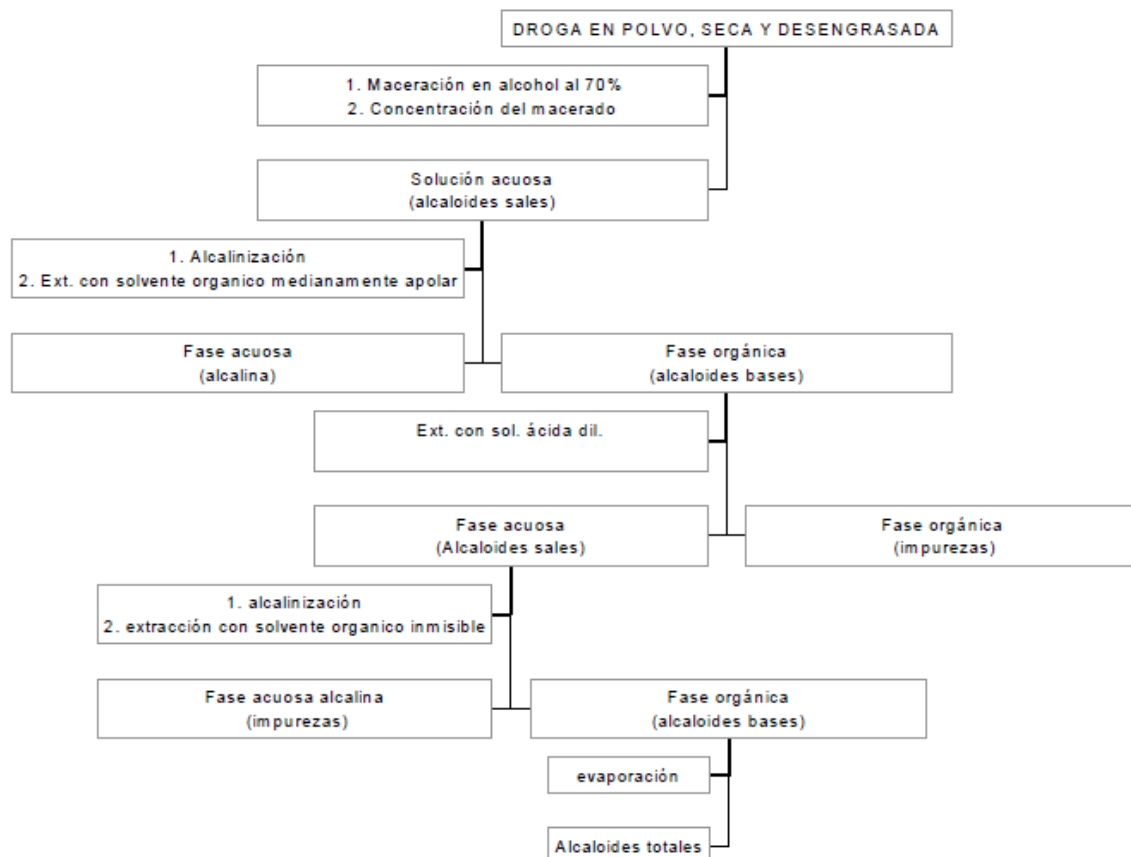 DROGA EN POLVO, SECA Y DESENGRASADA
1. Maceración en alcohol al 70%
2. Concentración del macerado
Solución acuosa
(alcaloides sales)
1. Alcalinización
2. Ext. con solvente organico medianamente apolar
Fase acuosa
(alcalina)
Fase orgánica
(alcaloides bases)
Ext. con sol. ácida dil.
Fase acuosa
(Alcaloides sales)
Fase orgánica
(impurezas)
1. alcalinización
2. extracción con solvente organico inmisible
Fase acuosa alcalina
(impurezas)
Fase orgánica
(alcaloides bases)
evaporación
Alcaloides totales